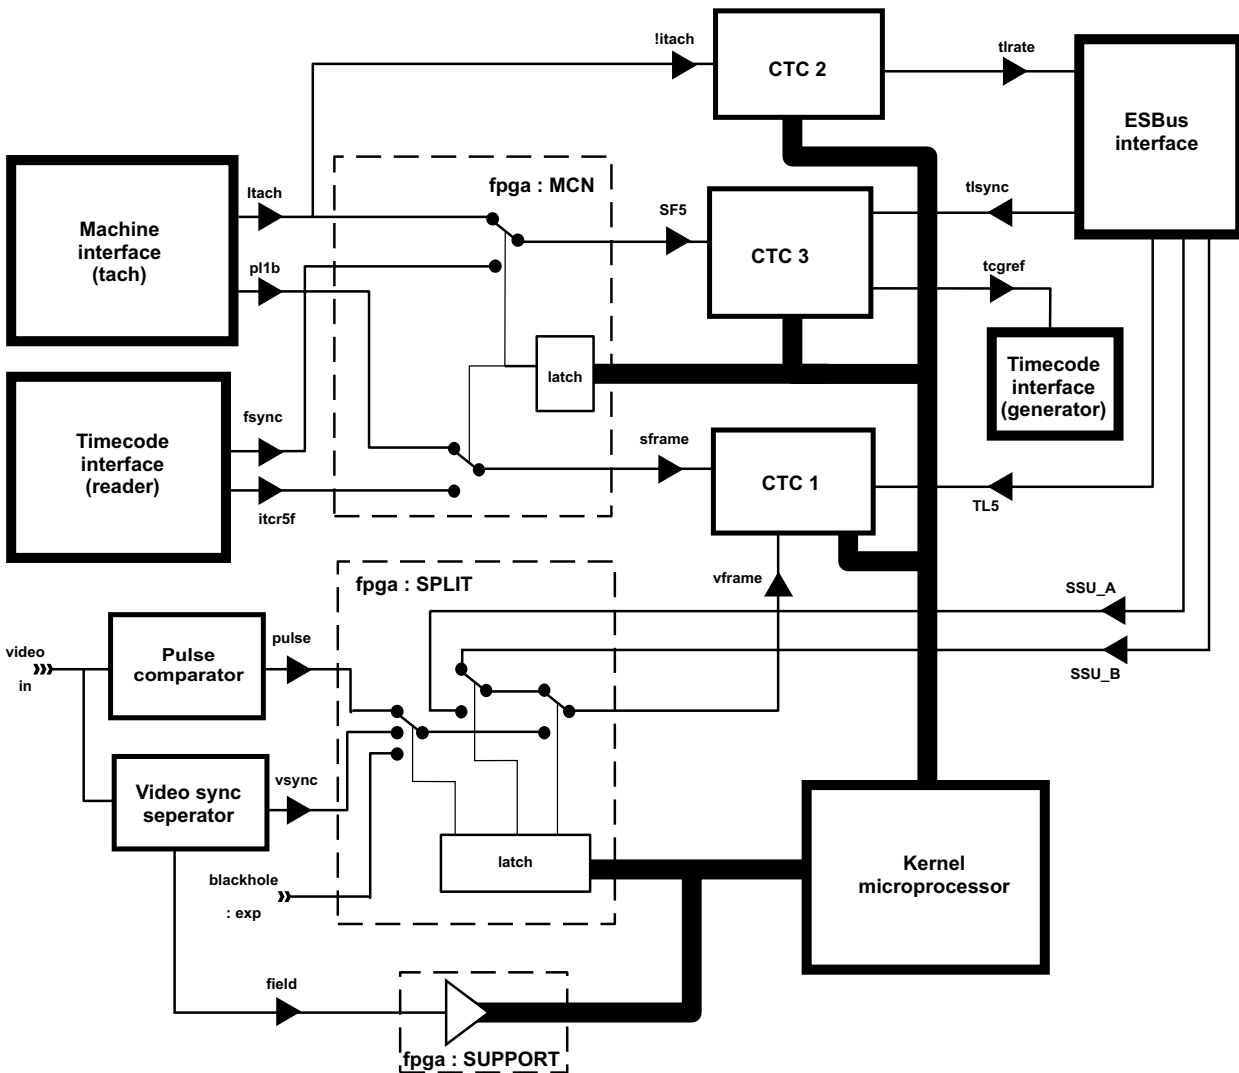 !itach
CTC 2
tlrate
ESBus
interface
fpga : MCN
ltach
Machine
interface
(tach)
pl1b
SF5
CTC 3
tlsync
tcgref
Timecode
interface
(generator)
latch
fsync
Timecode
interface
(reader)
itcr5f
sframe
CTC 1
TL5
fpga : SPLIT
vframe
SSU_A
SSU_B
video
in
Pulse
comparator
pulse
Video sync
seperator
vsync
latch
blackhole
: exp
Kernel
microprocessor
field
fpga : SUPPORT